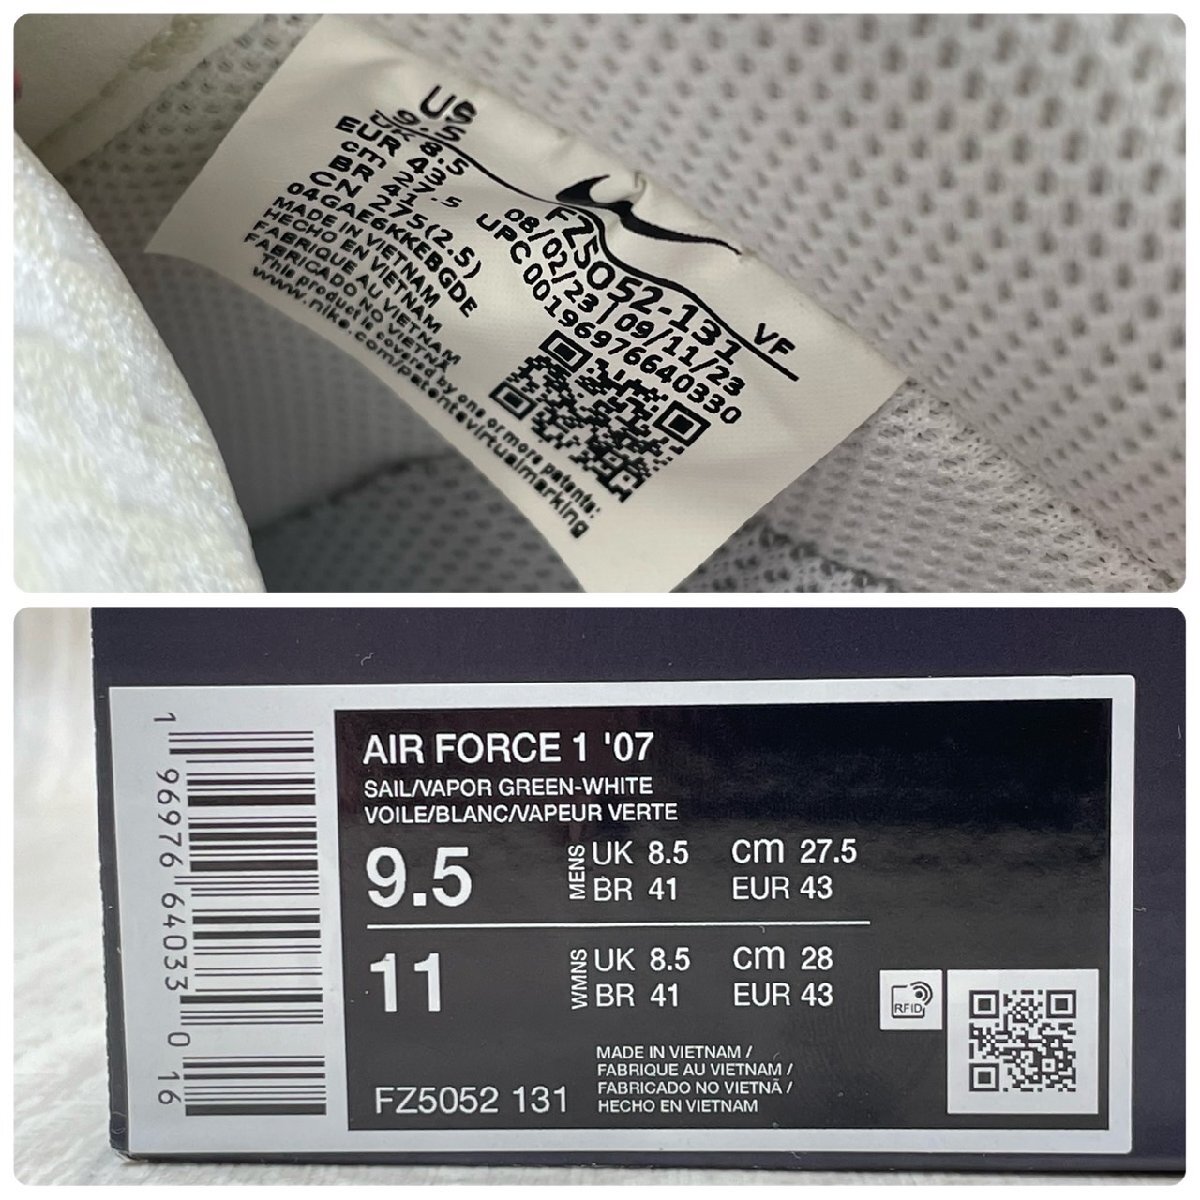 US
9.5
8.5
EUR 43
cm 27.5
BR 41
CN 275(2.5)
04GAE6KKEBGDE
MADE IN VIETNAM
HECHO EN VIETNAM
FABRIQUE AU VIETNAM
FABRICADO NO VIETNA
This product is covered by one or more patents:
www.nike.com/patentsvirtualmarking
FZ5052-131 VF
08/02/23 | 09/11/23
UPC 00196976640330
1 96976 64033 0 16
AIR FORCE 1 '07
SAIL/VAPOR GREEN-WHITE
VOILE/BLANC/VAPEUR VERTE
9.5 MENS UK 8.5 cm 27.5
BR 41 EUR 43
11 WMNS UK 8.5 cm 28
BR 41 EUR 43
RFID
MADE IN VIETNAM /
FABRIQUE AU VIETNAM /
FABRICADO NO VIETNÃ /
HECHO EN VIETNAM
FZ5052 131